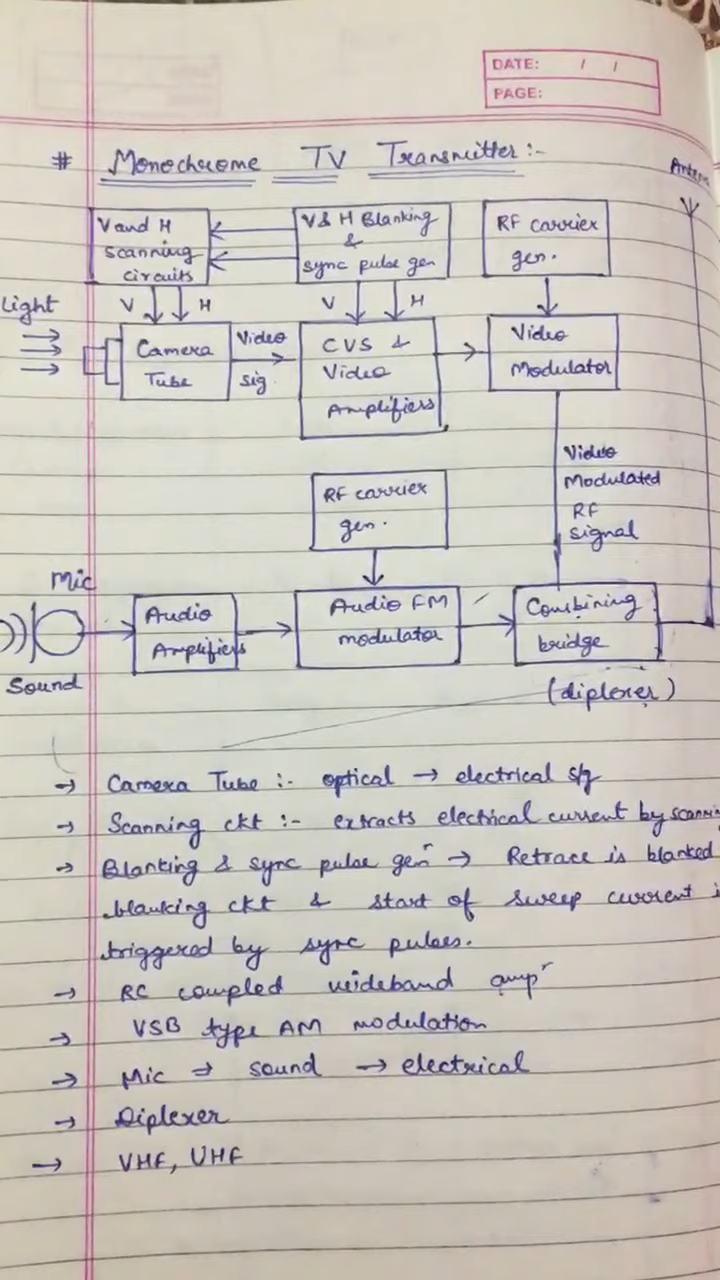 DATE: / /
PAGE:
# Monochrome TV Transmitter :-
V and H scanning circuits
V & H Blanking & sync pulse gen
RF carrier gen.
Light
V H
V H
Camera Tube
Video sig
CVS & Video Amplifiers
Video Modulator
Video Modulated RF signal
RF carrier gen.
Mic
Sound
Audio Amplifiers
Audio FM modulator
Combining bridge
(diplexer)
→ Camera Tube :- optical → electrical s/g
→ Scanning ckt :- extracts electrical current by
→ Blanking & sync pulse genr → Retrace is blanked
blanking ckt & start of sweep current
triggered by sync pulses.
→ RC coupled wideband ampr
→ VSB type AM modulation
→ Mic → sound → electrical
→ Diplexer
→ VHF, UHF